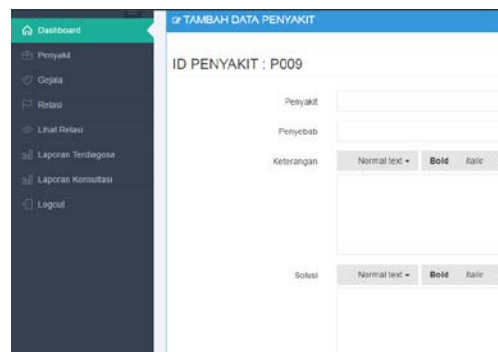 Dashboard
Penyakit
Gejala
Relasi
Lihat Relasi
Laporan Terdiagosa
Laporan Konsultasi
Logout
TAMBAH DATA PENYAKIT
ID PENYAKIT : P009
Penyakit
Penyebab
Keterangan
Normal text Bold Italic
Solusi
Normal text Bold Italic